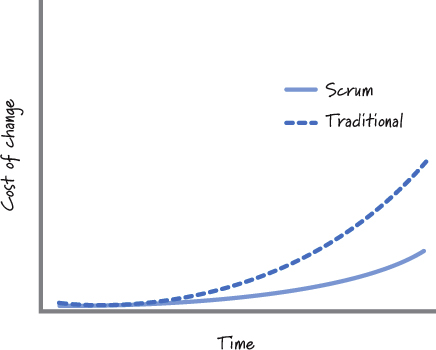 Scrum
Traditional
Cost of change
Time